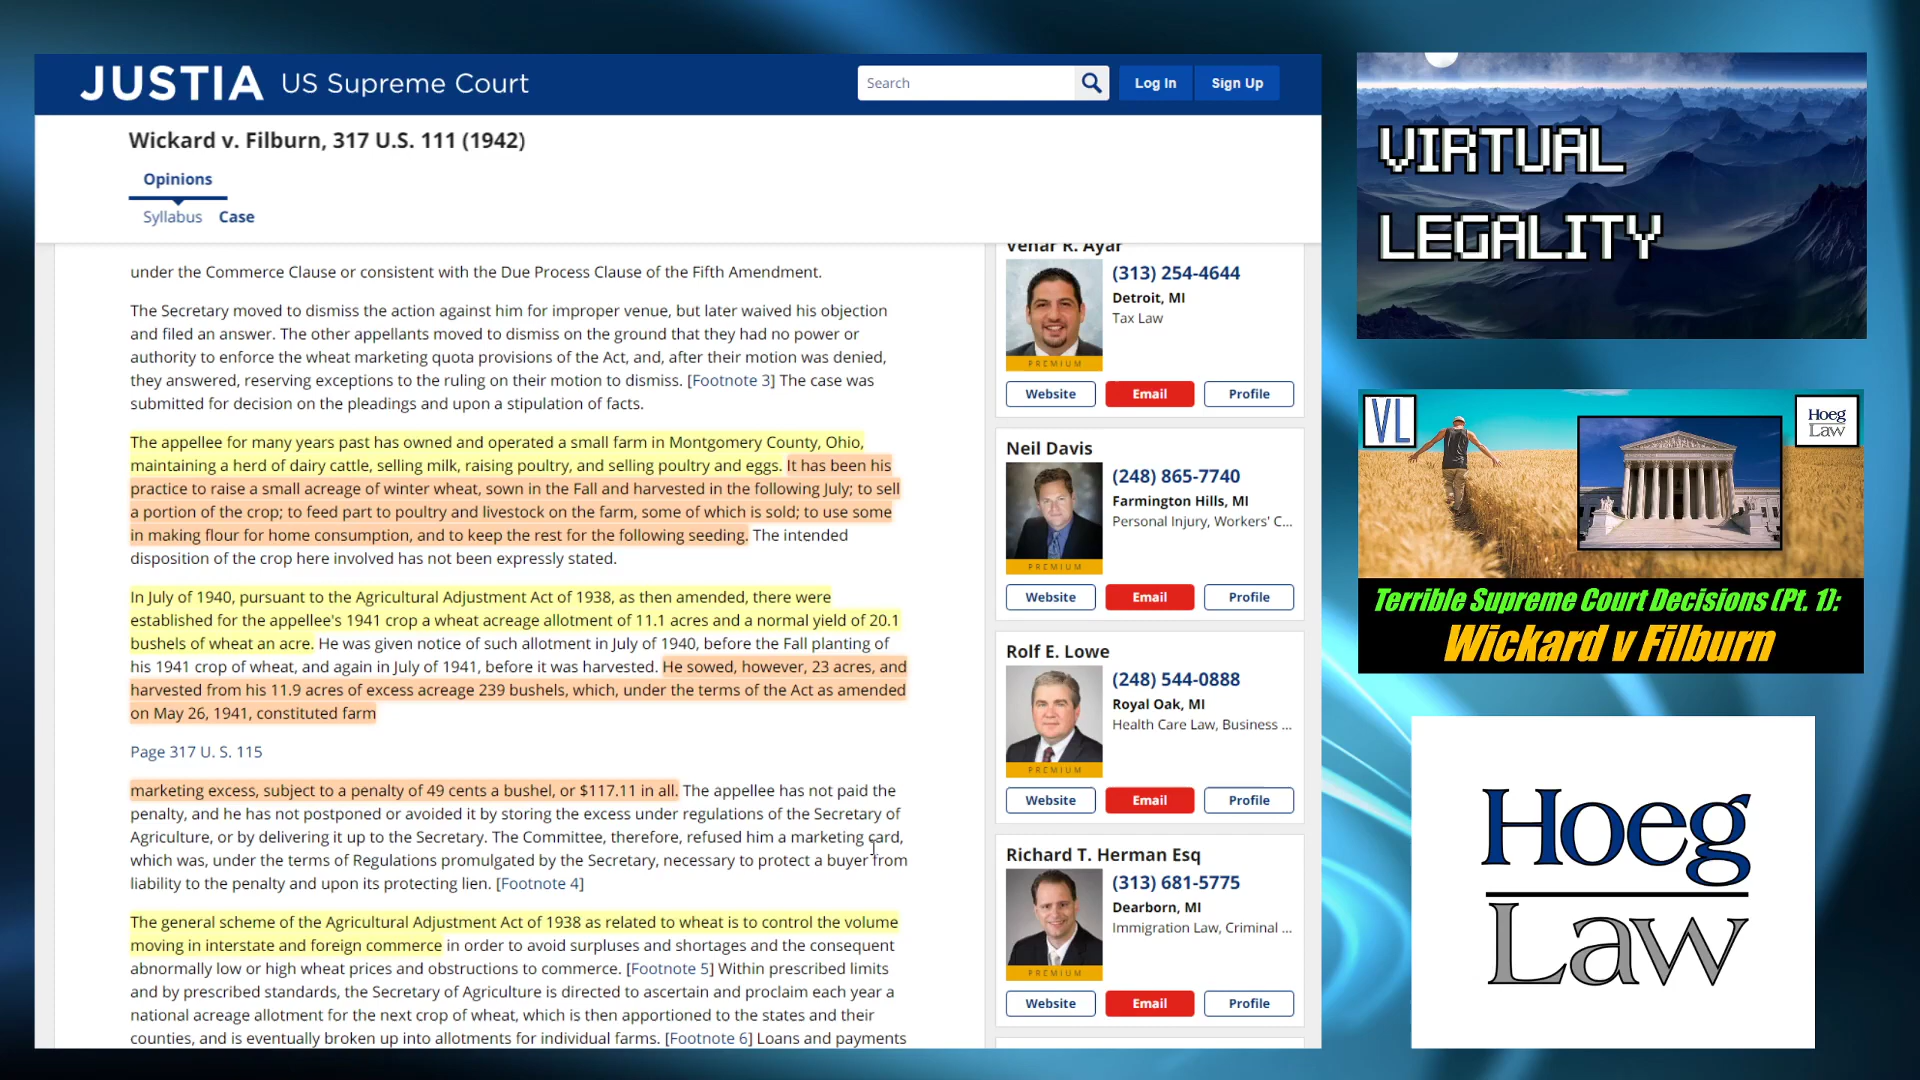 JUSTIA US Supreme Court
Search
Log In
Sign Up
Wickard v. Filburn, 317 U.S. 111 (1942)
Opinions
Syllabus Case
under the Commerce Clause or consistent with the Due Process Clause of the Fifth Amendment.
The Secretary moved to dismiss the action against him for improper venue, but later waived his objection
and filed an answer. The other appellants moved to dismiss on the ground that they had no power or
authority to enforce the wheat marketing quota provisions of the Act, and, after their motion was denied,
they answered, reserving exceptions to the ruling on their motion to dismiss. [Footnote 3] The case was
submitted for decision on the pleadings and upon a stipulation of facts.
The appellee for many years past has owned and operated a small farm in Montgomery County, Ohio,
maintaining a herd of dairy cattle, selling milk, raising poultry, and selling poultry and eggs. It has been his
practice to raise a small acreage of winter wheat, sown in the Fall and harvested in the following July; to sell
a portion of the crop; to feed part to poultry and livestock on the farm, some of which is sold; to use some
in making flour for home consumption, and to keep the rest for the following seeding. The intended
disposition of the crop here involved has not been expressly stated.
In July of 1940, pursuant to the Agricultural Adjustment Act of 1938, as then amended, there were
established for the appellee's 1941 crop a wheat acreage allotment of 11.1 acres and a normal yield of 20.1
bushels of wheat an acre. He was given notice of such allotment in July of 1940, before the Fall planting of
his 1941 crop of wheat, and again in July of 1941, before it was harvested. He sowed, however, 23 acres, and
harvested from his 11.9 acres of excess acreage 239 bushels, which, under the terms of the Act as amended
on May 26, 1941, constituted farm
Page 317 U. S. 115
marketing excess, subject to a penalty of 49 cents a bushel, or $117.11 in all. The appellee has not paid the
penalty, and he has not postponed or avoided it by storing the excess under regulations of the Secretary of
Agriculture, or by delivering it up to the Secretary. The Committee, therefore, refused him a marketing card,
which was, under the terms of Regulations promulgated by the Secretary, necessary to protect a buyer from
liability to the penalty and upon its protecting lien. [Footnote 4]
The general scheme of the Agricultural Adjustment Act of 1938 as related to wheat is to control the volume
moving in interstate and foreign commerce in order to avoid surpluses and shortages and the consequent
abnormally low or high wheat prices and obstructions to commerce. [Footnote 5] Within prescribed limits
and by prescribed standards, the Secretary of Agriculture is directed to ascertain and proclaim each year a
national acreage allotment for the next crop of wheat, which is then apportioned to the states and their
counties, and is eventually broken up into allotments for individual farms. [Footnote 6] Loans and payments
Venar R. Ayar
(313) 254-4644
Detroit, MI
Tax Law
PREMIUM
Website Email Profile
Neil Davis
(248) 865-7740
Farmington Hills, MI
Personal Injury, Workers' C...
PREMIUM
Website Email Profile
Rolf E. Lowe
(248) 544-0888
Royal Oak, MI
Health Care Law, Business ...
PREMIUM
Website Email Profile
Richard T. Herman Esq
(313) 681-5775
Dearborn, MI
Immigration Law, Criminal ...
PREMIUM
Website Email Profile
VIRTUAL
LEGALITY
VL
Hoeg
Law
Terrible Supreme Court Decisions (Pt. 1):
Wickard v Filburn
Hoeg
Law